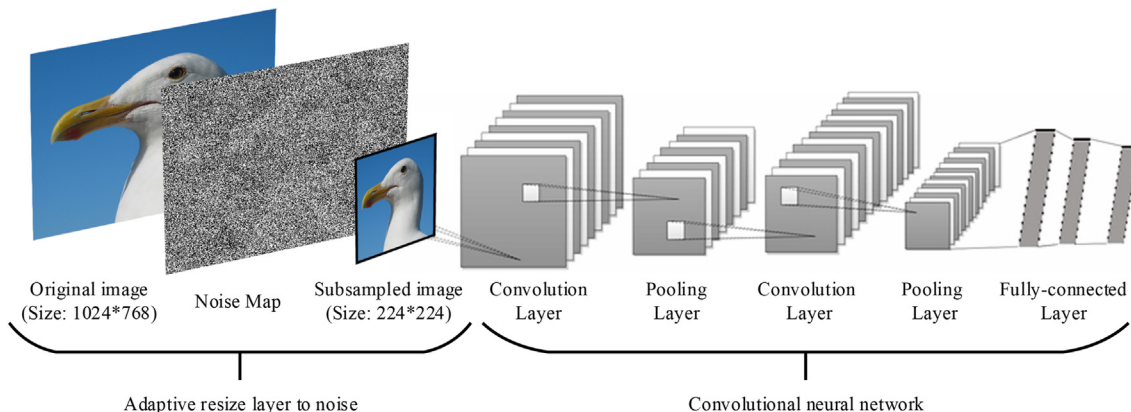 Original image
(Size: 1024*768)
Noise Map
Subsampled image
(Size: 224*224)
Convolution
Layer
Pooling
Layer
Convolution
Layer
Pooling
Layer
Fully-connected
Layer
Adaptive resize layer to noise
Convolutional neural network